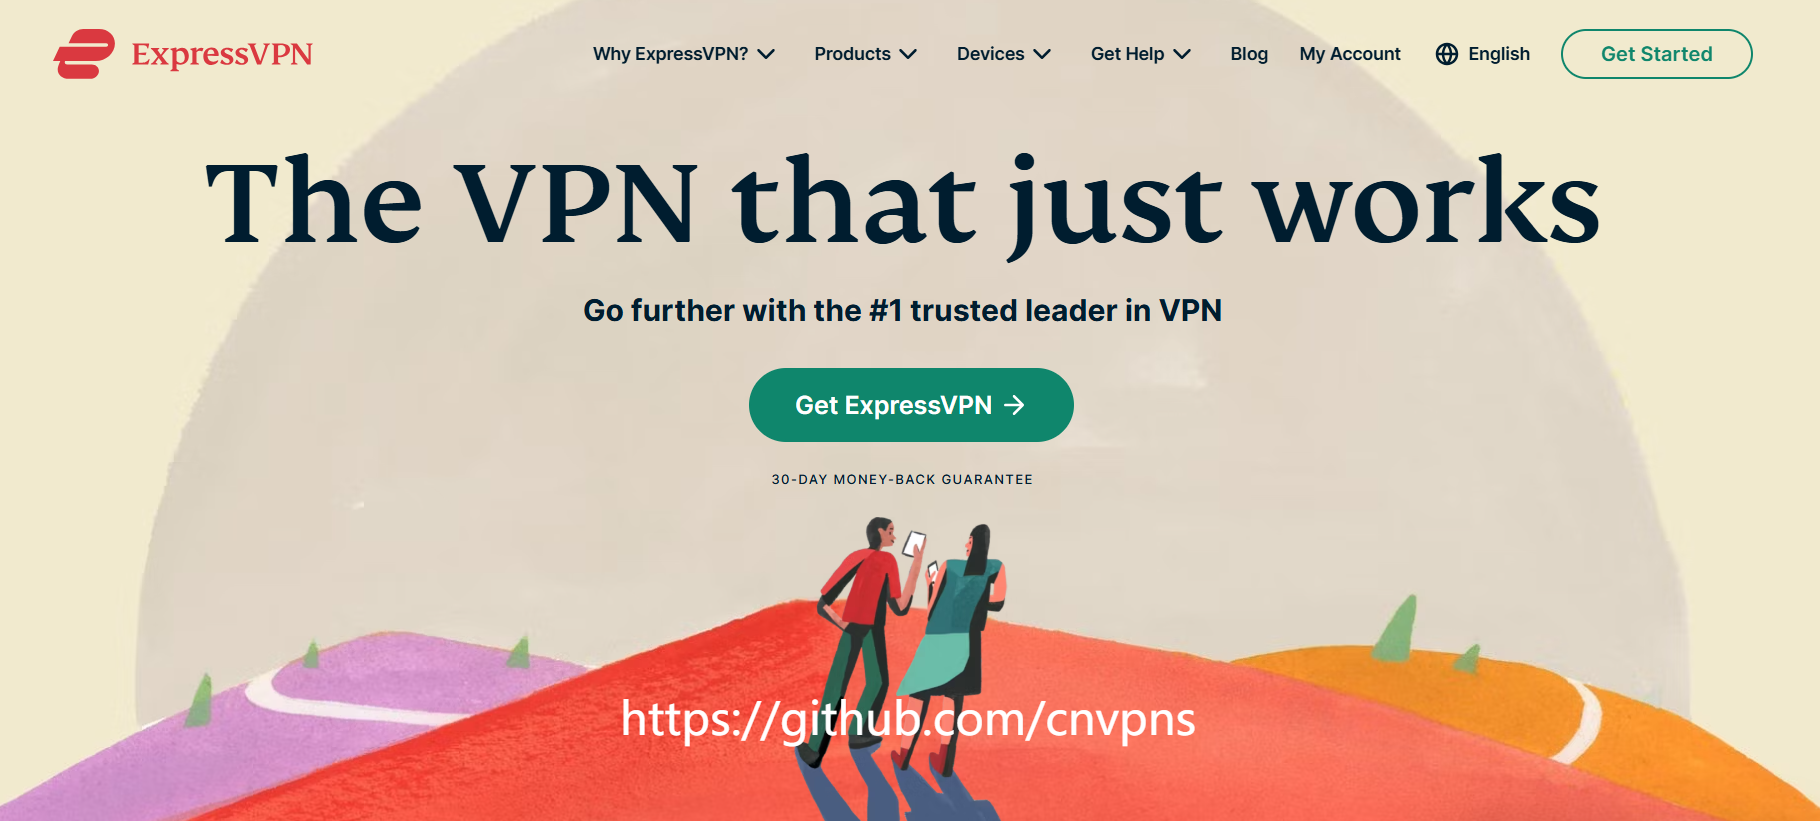 ExpressVPN
Why ExpressVPN? Products Devices Get Help Blog My Account English Get Started
The VPN that just works
Go further with the #1 trusted leader in VPN
Get ExpressVPN →
30-DAY MONEY-BACK GUARANTEE
https://github.com/cnvpns